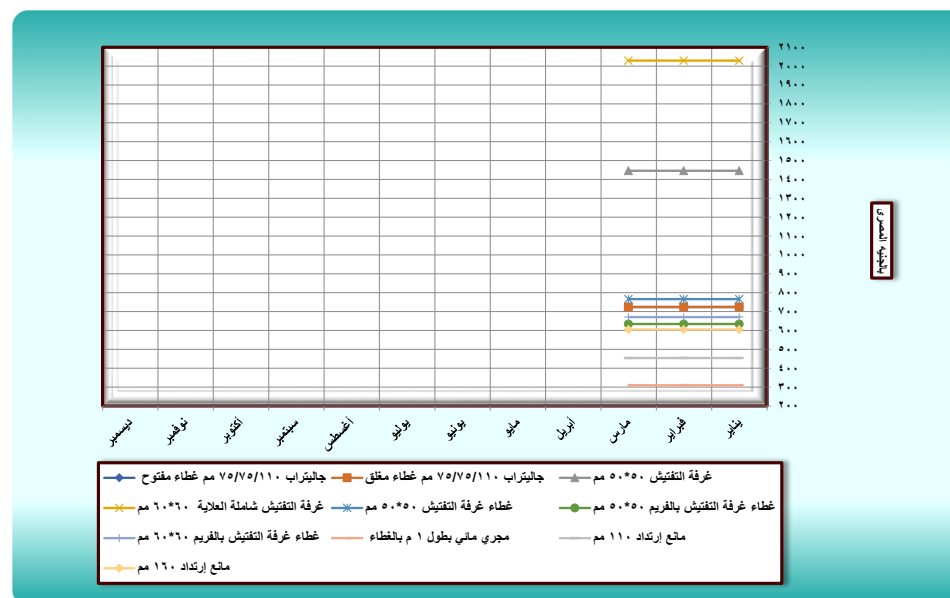 ٢١٠٠
٢٠٠٠
١٩٠٠
١٨٠٠
١٧٠٠
١٦٠٠
١٥٠٠
١٤٠٠
١٣٠٠
١٢٠٠
١١٠٠
١٠٠٠
٩٠٠
٨٠٠
٧٠٠
٦٠٠
٥٠٠
٤٠٠
٣٠٠
٢٠٠
بالجنيه المصرى
يناير
فبراير
مارس
أبريل
مايو
يونيو
يوليو
أغسطس
سبتمبر
أكتوبر
نوفمبر
ديسمبر
غرفة التفتيش ٥٠*٥٠ مم
جاليتراب ٧٥/٧٥/١١٠ مم غطاء مغلق
جاليتراب ٧٥/٧٥/١١٠ مم غطاء مفتوح
غطاء غرفة التفتيش بالفريم ٥٠*٥٠ مم
غطاء غرفة التفتيش ٥٠*٥٠ مم
غرفة التفتيش شاملة العلاية ٦٠*٦٠ مم
مانع إرتداد ١١٠ مم
مجري مائي بطول ١ م بالغطاء
غطاء غرفة التفتيش بالفريم ٦٠*٦٠ مم
مانع إرتداد ١٦٠ مم